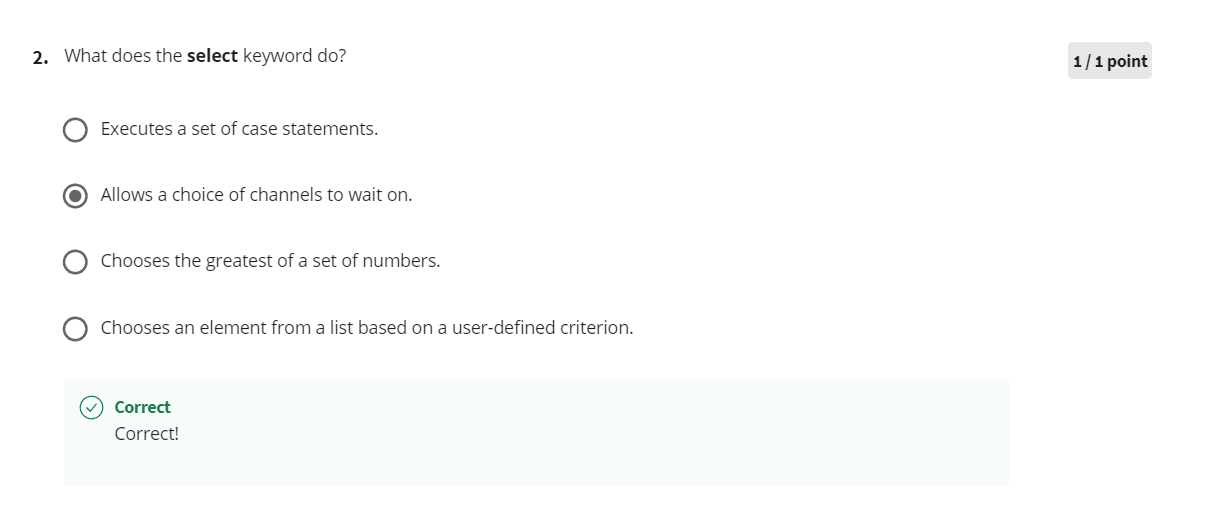 2. What does the select keyword do?
1 / 1 point
Executes a set of case statements.
Allows a choice of channels to wait on.
Chooses the greatest of a set of numbers.
Chooses an element from a list based on a user-defined criterion.
Correct
Correct!